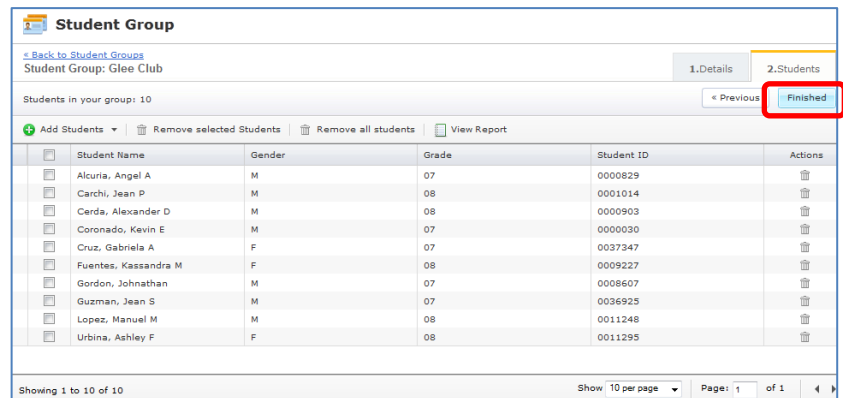 Student Group
« Back to Student Groups
Student Group: Glee Club
1.Details 2.Students
Students in your group: 10
« Previous Finished
Add Students Remove selected Students Remove all students View Report
Student Name Gender Grade Student ID Actions
Alcuria, Angel A M 07 0000829
Carchi, Jean P M 08 0001014
Cerda, Alexander D M 08 0000903
Coronado, Kevin E M 07 0000030
Cruz, Gabriela A F 07 0037347
Fuentes, Kassandra M F 08 0009227
Gordon, Johnathan M 07 0008607
Guzman, Jean S M 07 0036925
Lopez, Manuel M M 08 0011248
Urbina, Ashley F F 08 0011295
Showing 1 to 10 of 10 Show 10 per page Page: 1 of 1